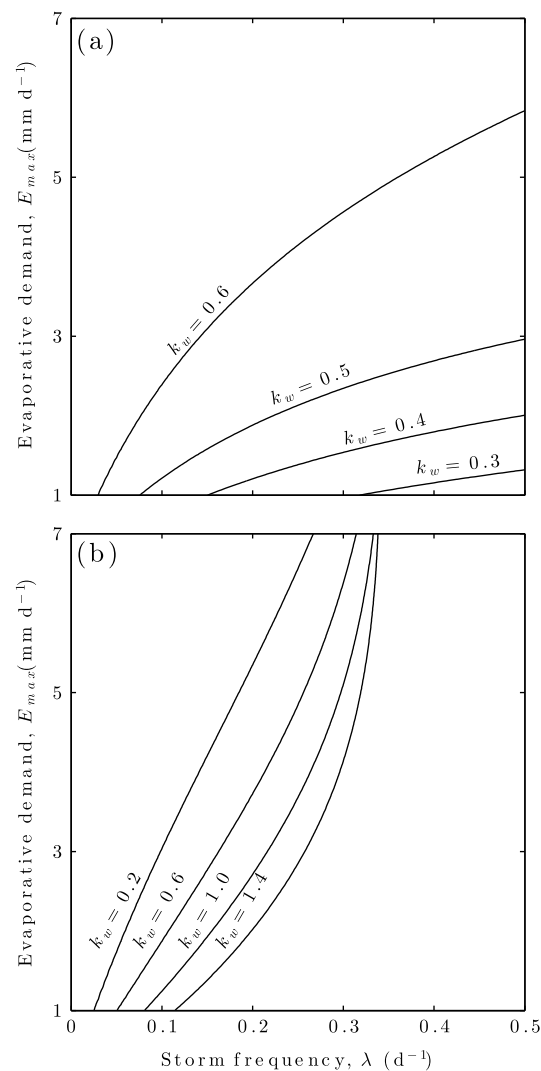 (a)
7
5
3
1
Evaporative demand, E_max(mm d⁻¹)
k_w = 0.6
k_w = 0.5
k_w = 0.4
k_w = 0.3
(b)
7
5
3
1
Evaporative demand, E_max(mm d⁻¹)
k_w = 0.2
k_w = 0.6
k_w = 1.0
k_w = 1.4
0 0.1 0.2 0.3 0.4 0.5
Storm frequency, λ (d⁻¹)